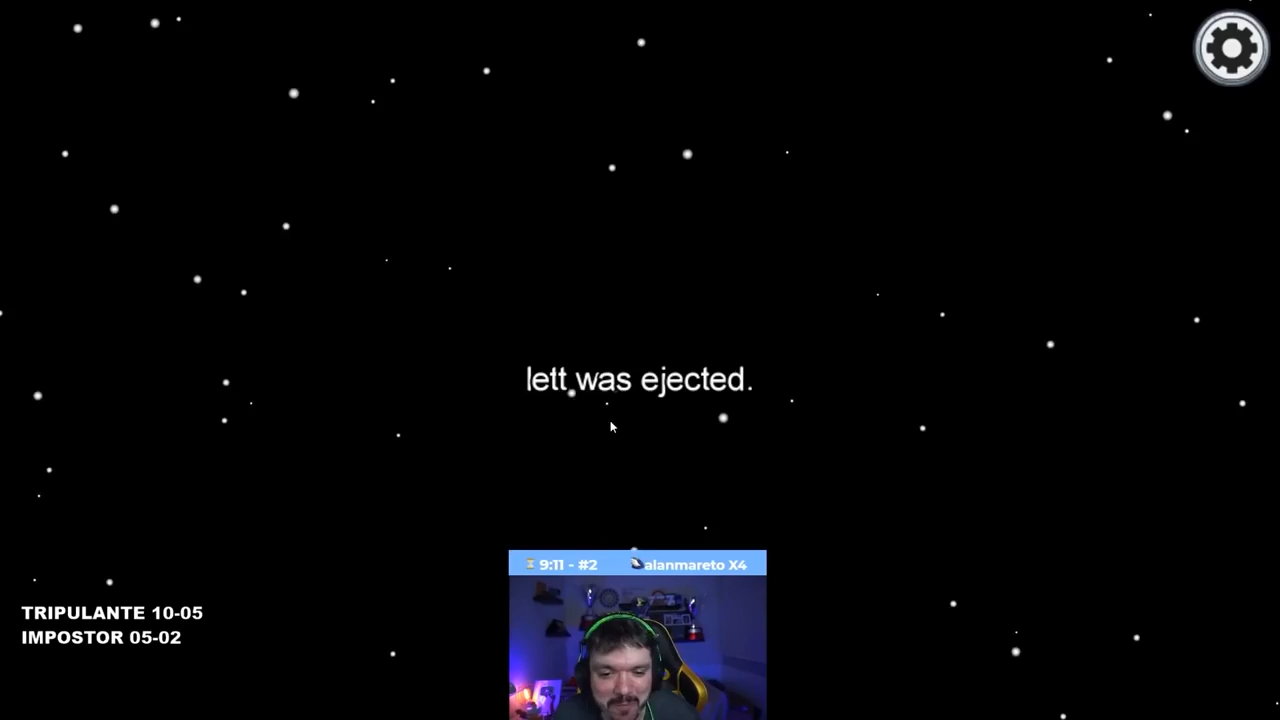 lett was ejected.
9:11 - #2 alanmareto X4
TRIPULANTE 10-05
IMPOSTOR 05-02